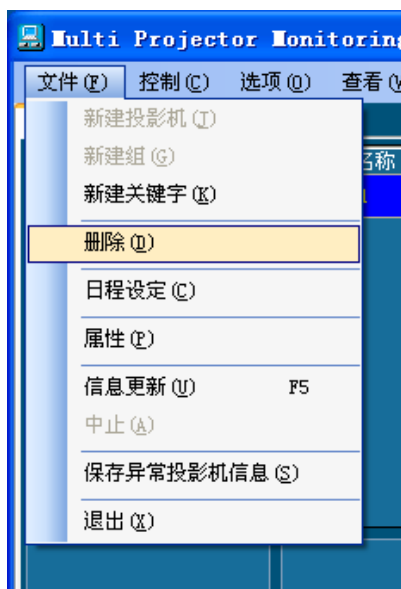 Multi Projector Monitoring
文件(F) 控制(C) 选项(O) 查看(V
新建投影机(J)
新建组(G)
名称
新建关键字(K)
1
删除(D)
日程设定(C)
属性(P)
信息更新(U) F5
中止(A)
保存异常投影机信息(S)
退出(X)